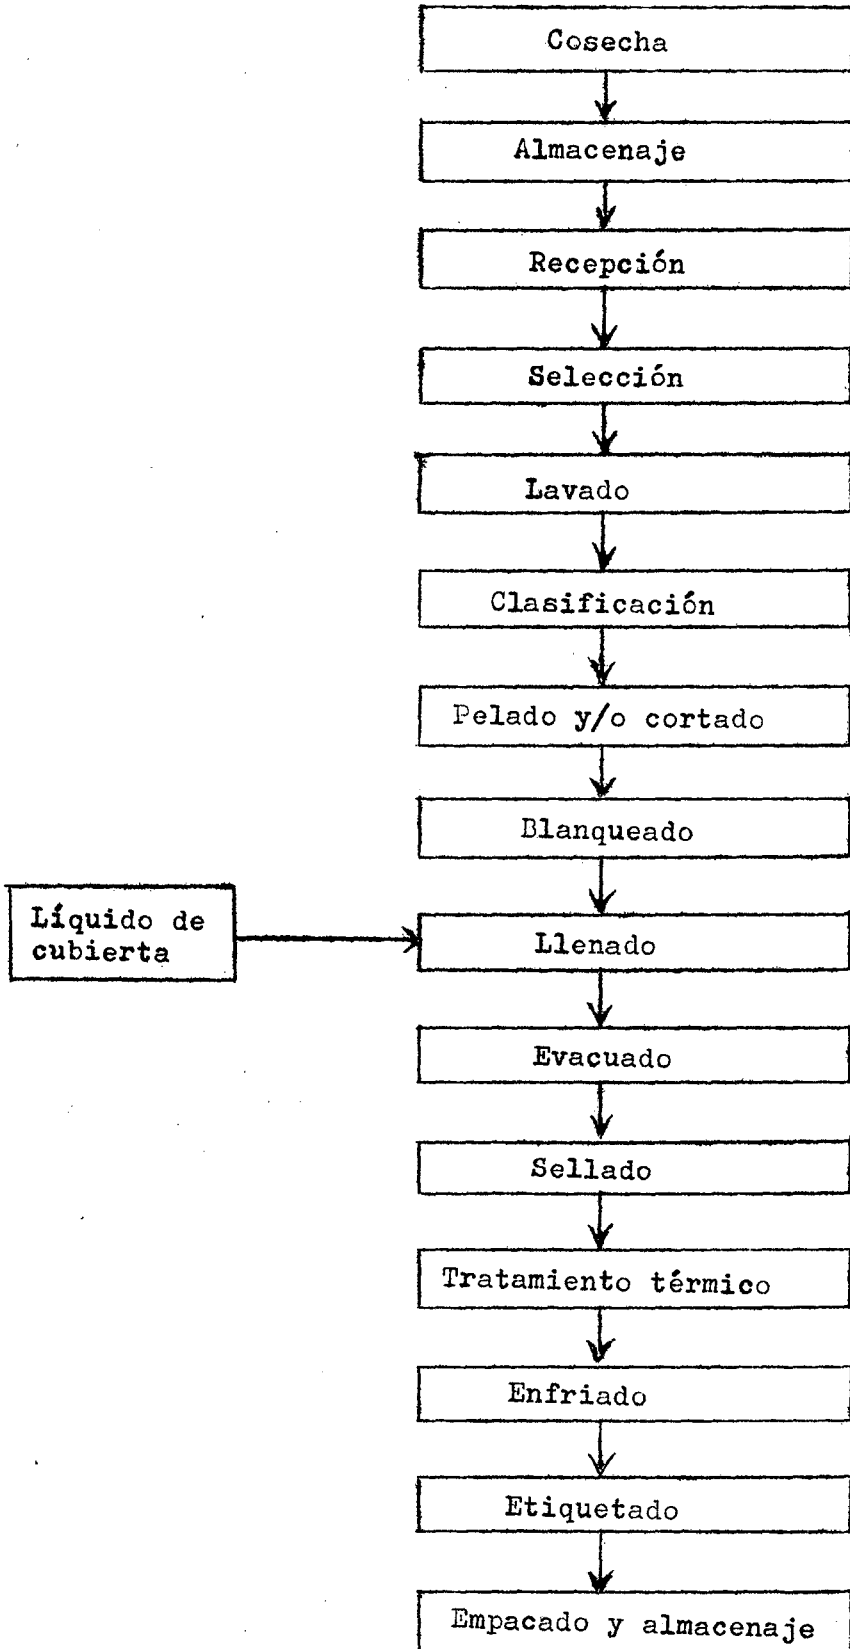 Cosecha
Almacenaje
Recepción
Selección
Lavado
Clasificación
Pelado y/o cortado
Blanqueado
Líquido de
cubierta
Llenado
Evacuado
Sellado
Tratamiento térmico
Enfriado
Etiquetado
Empacado y almacenaje